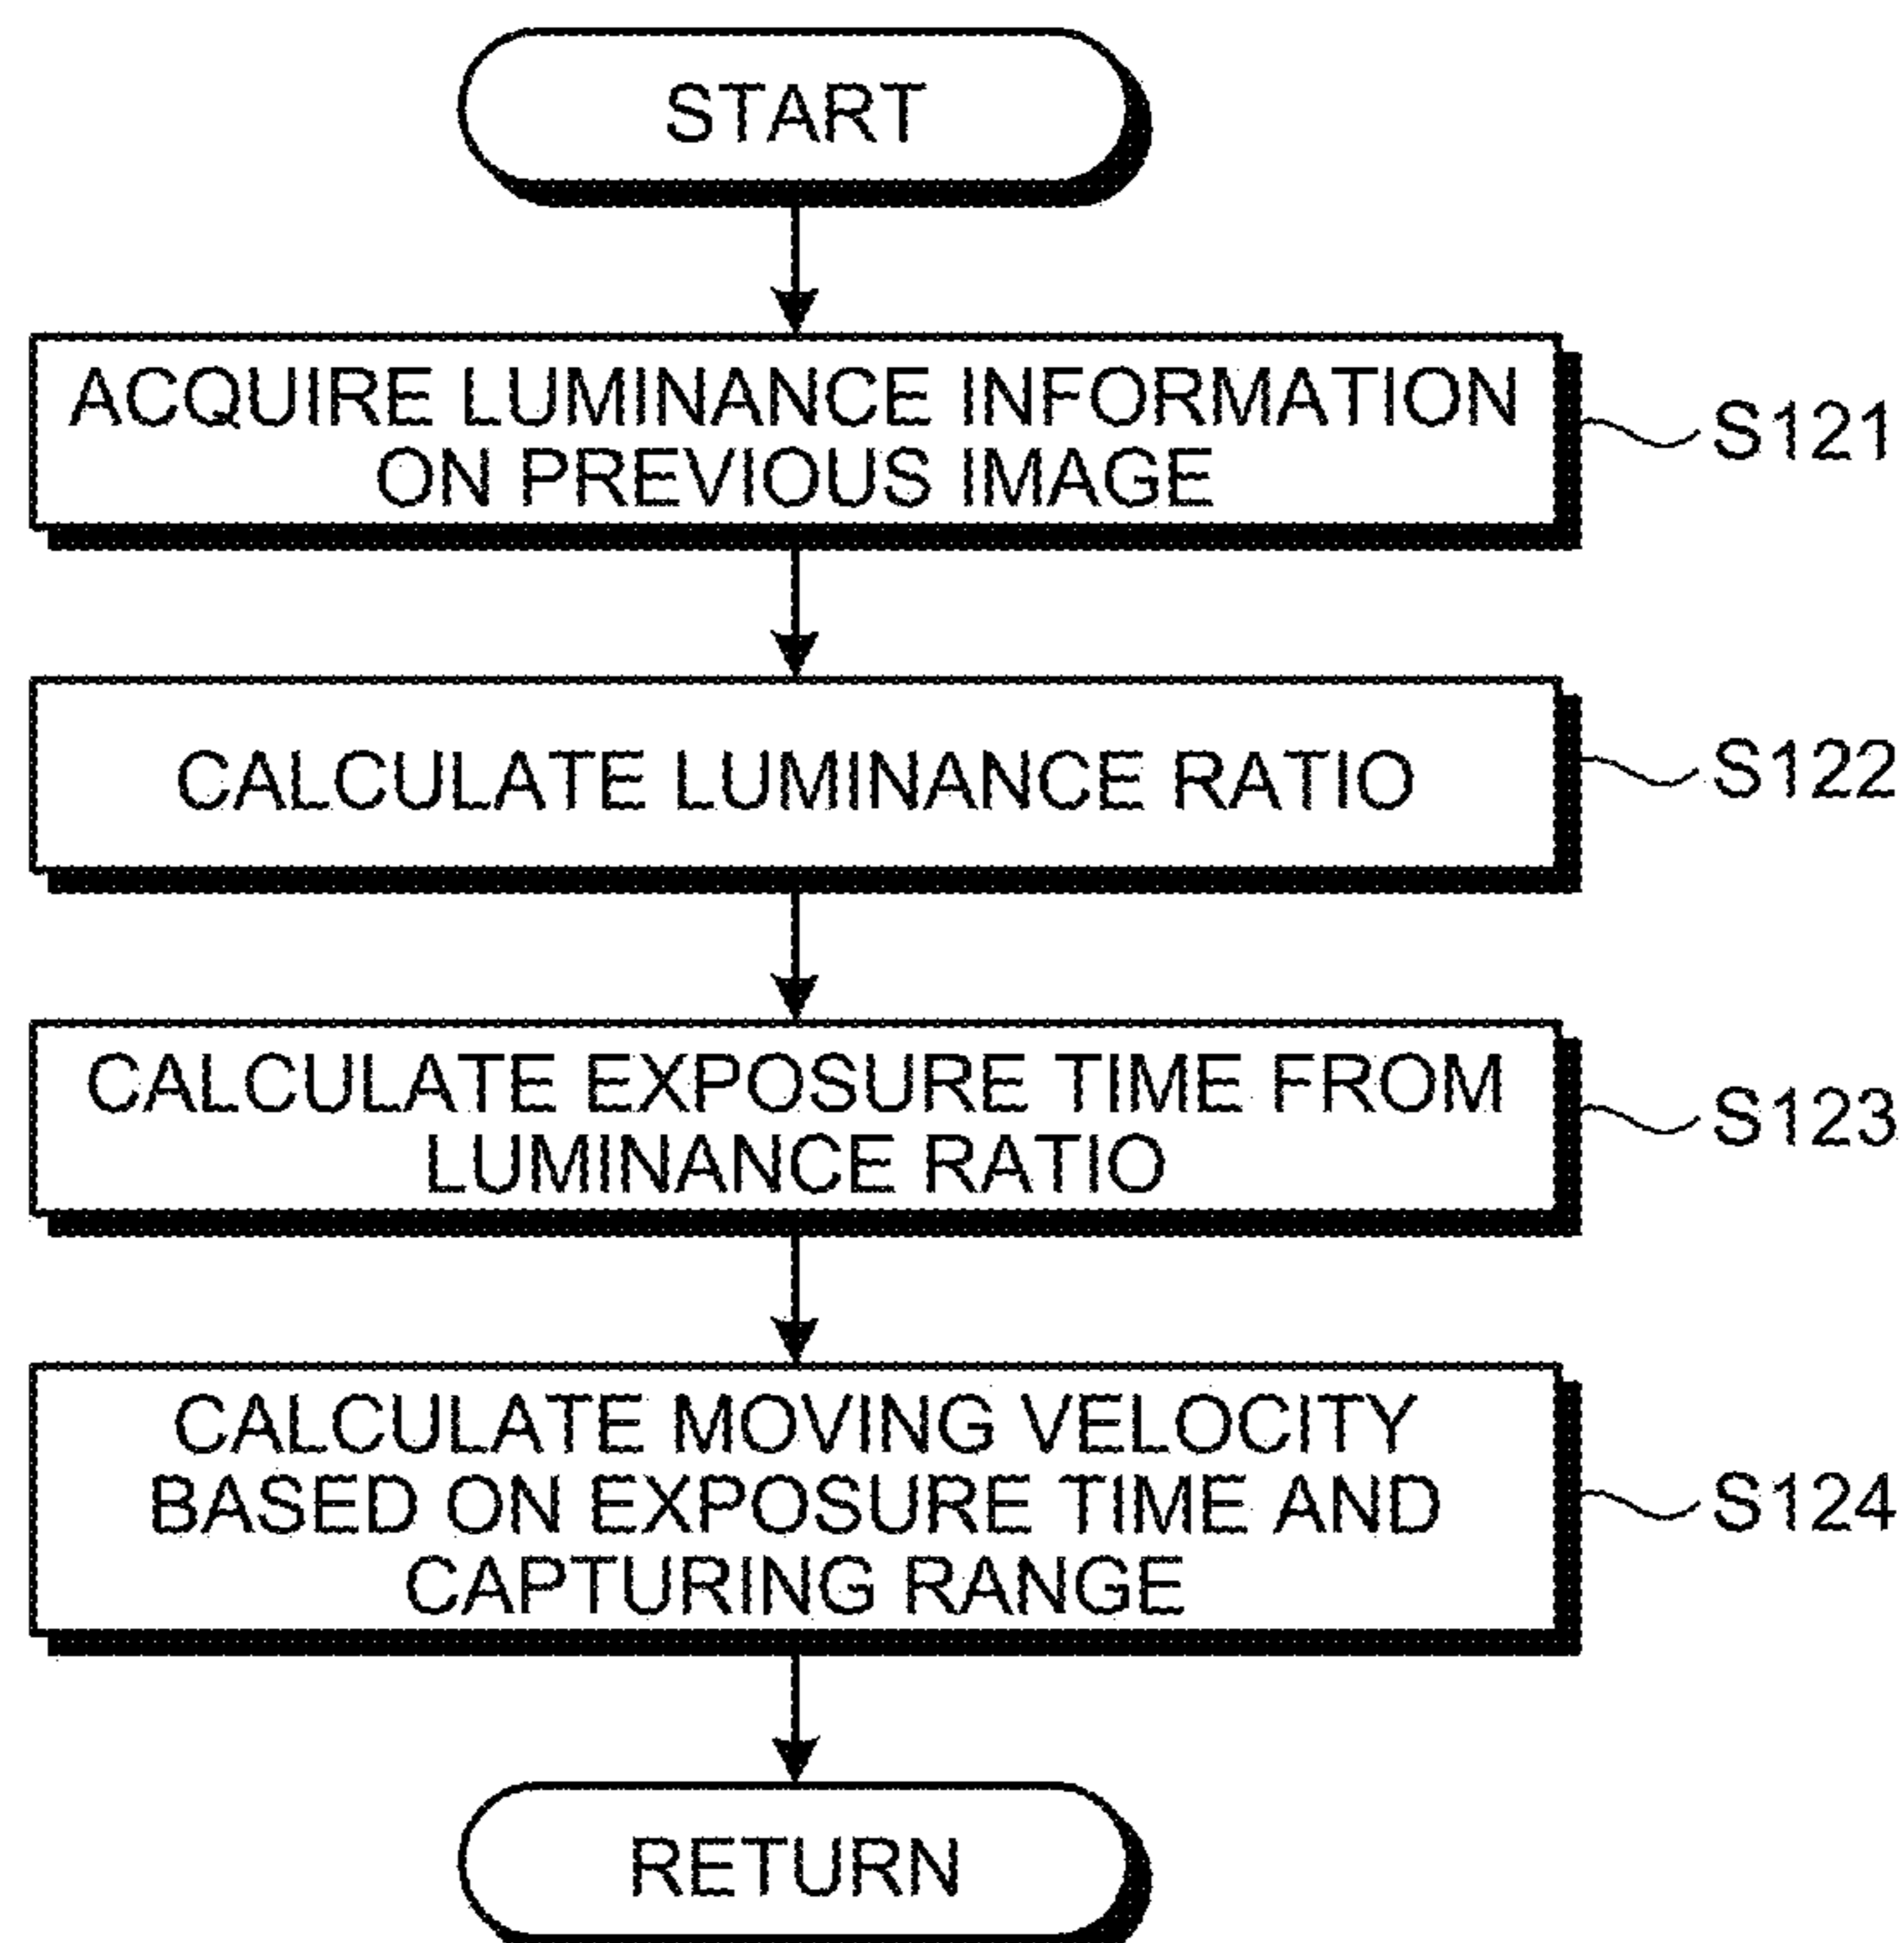 START
ACQUIRE LUMINANCE INFORMATION
ON PREVIOUS IMAGE
S121
CALCULATE LUMINANCE RATIO
S122
CALCULATE EXPOSURE TIME FROM
LUMINANCE RATIO
S123
CALCULATE MOVING VELOCITY
BASED ON EXPOSURE TIME AND
CAPTURING RANGE
S124
RETURN